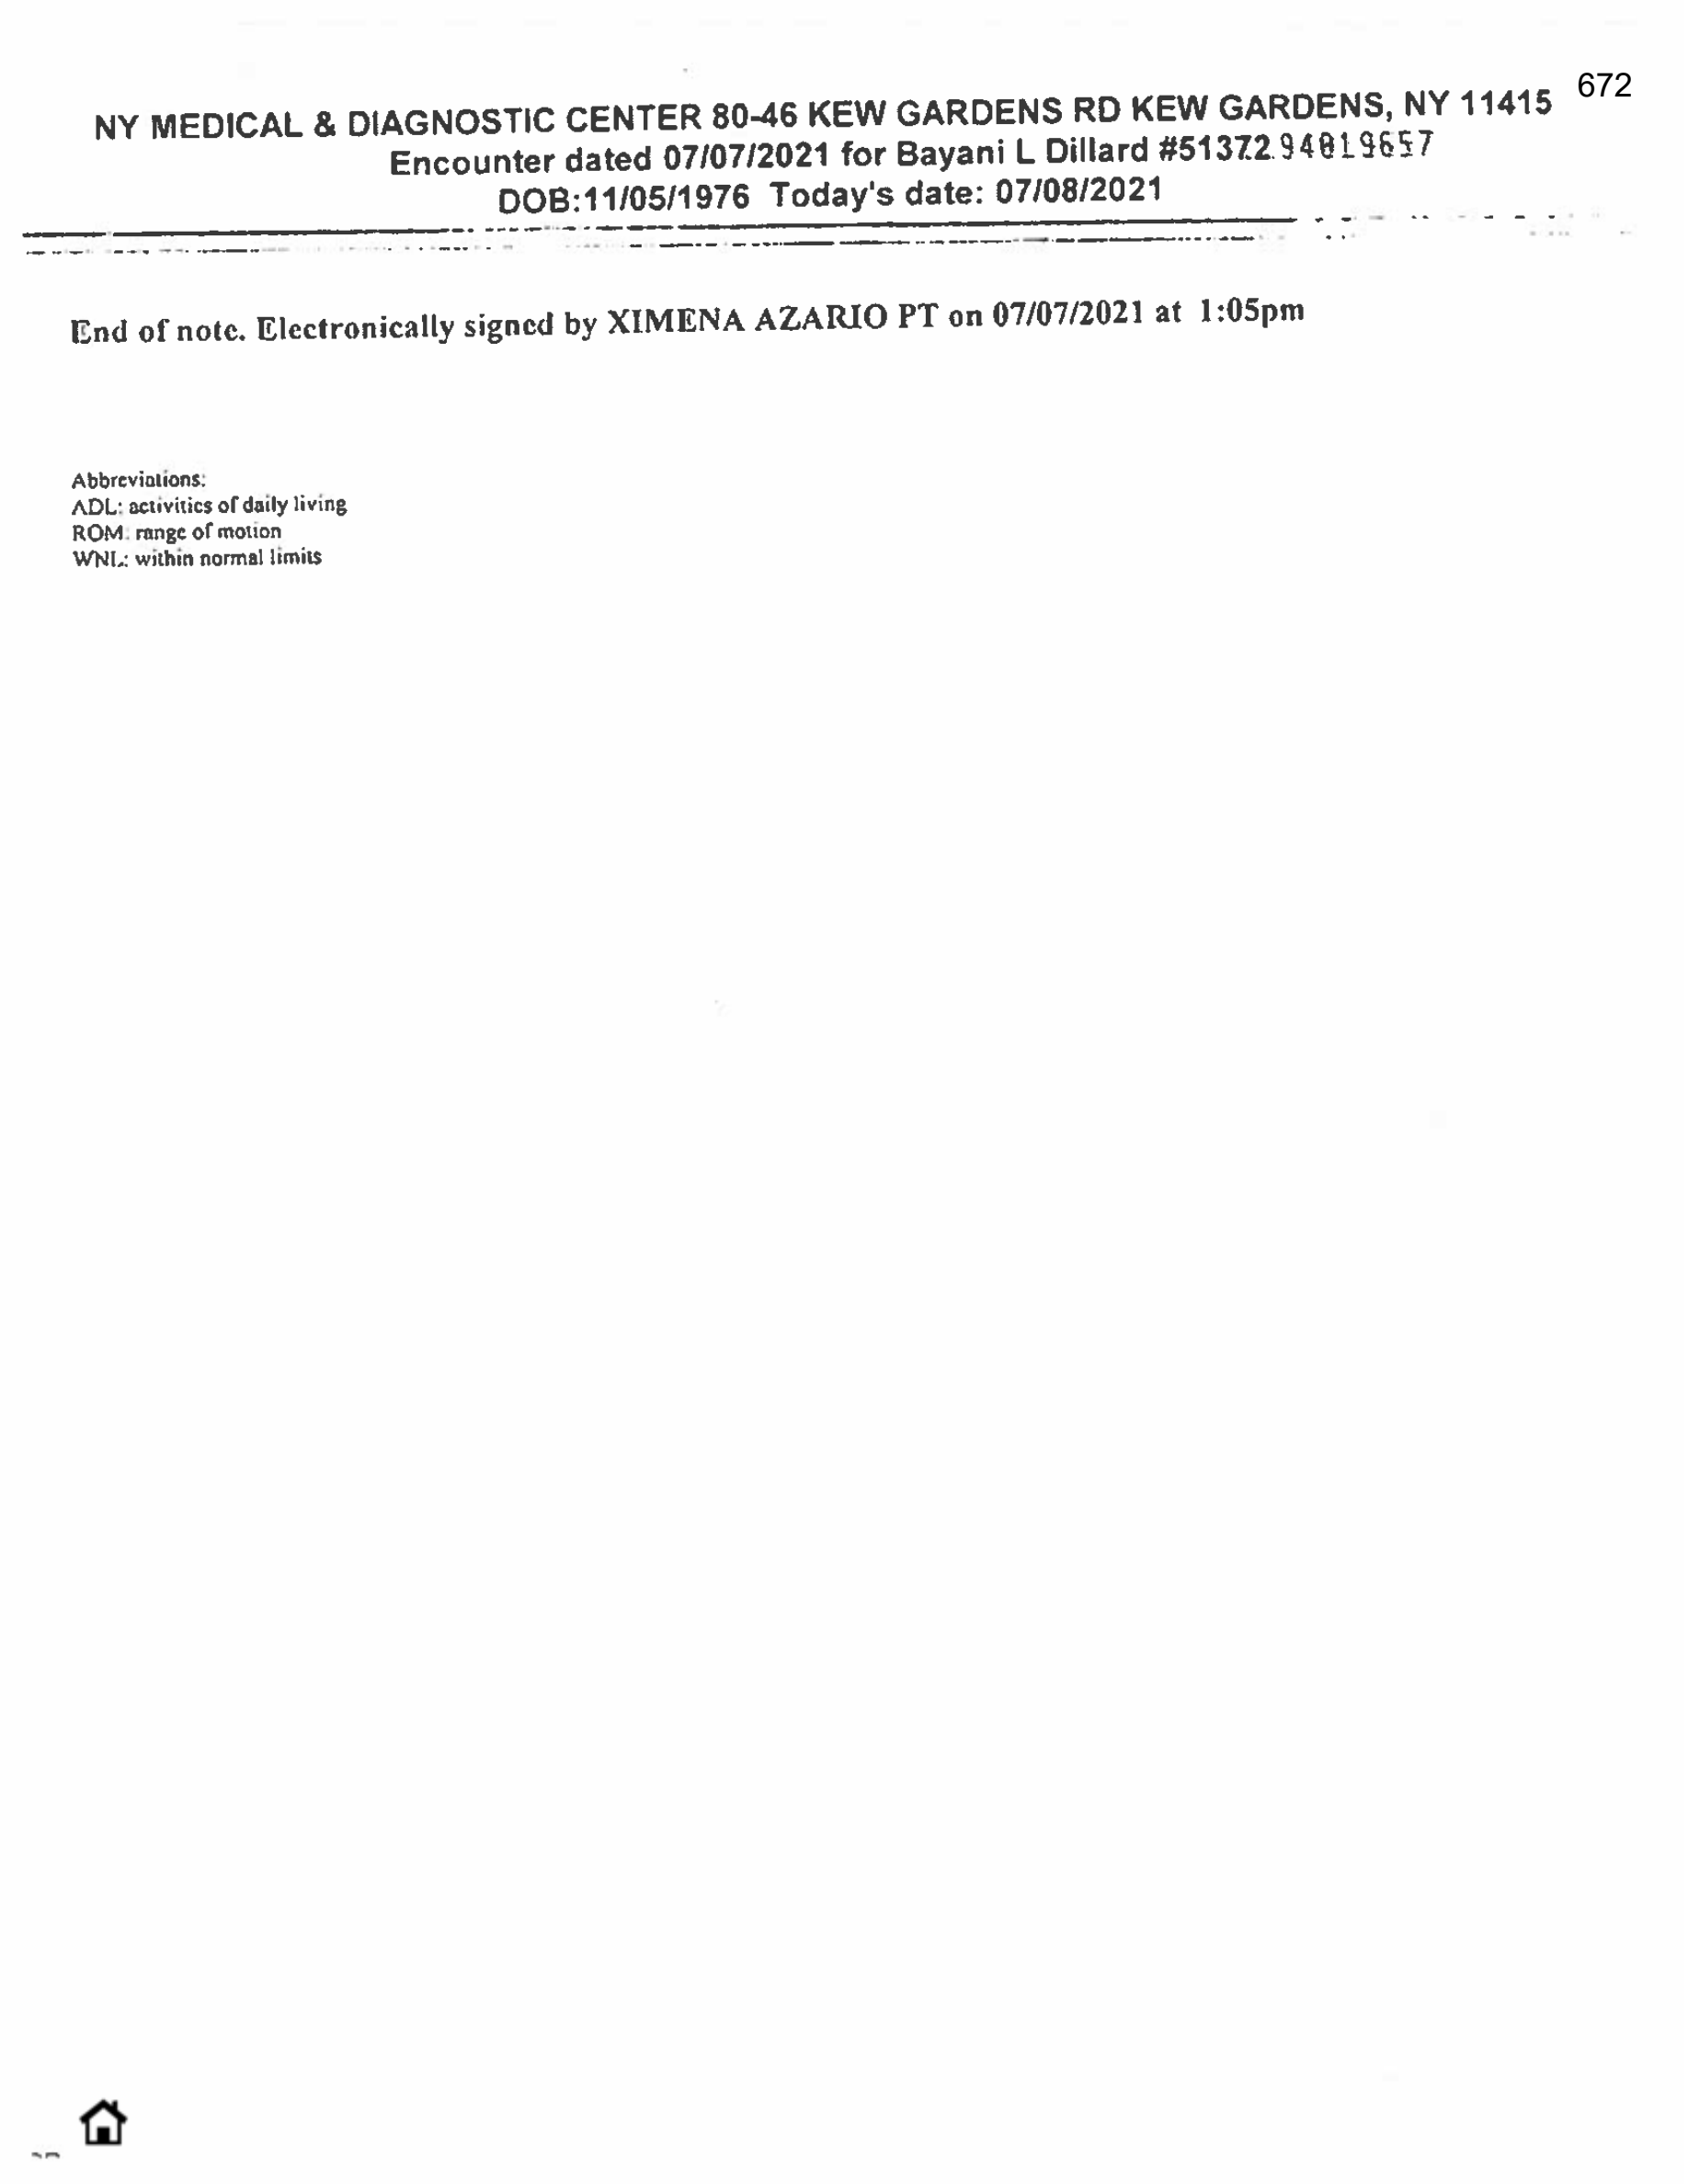 672
NY MEDICAL & DIAGNOSTIC CENTER 80-46 KEW GARDENS RD KEW GARDENS, NY 11415
Encounter dated 07/07/2021 for Bayani L Dillard #51372.94819657
DOB:11/05/1976 Today's date: 07/08/2021
End of note. Electronically signed by XIMENA AZARIO PT on 07/07/2021 at 1:05pm
Abbreviations:
ADL: activities of daily living
ROM: range of motion
WNL: within normal limits